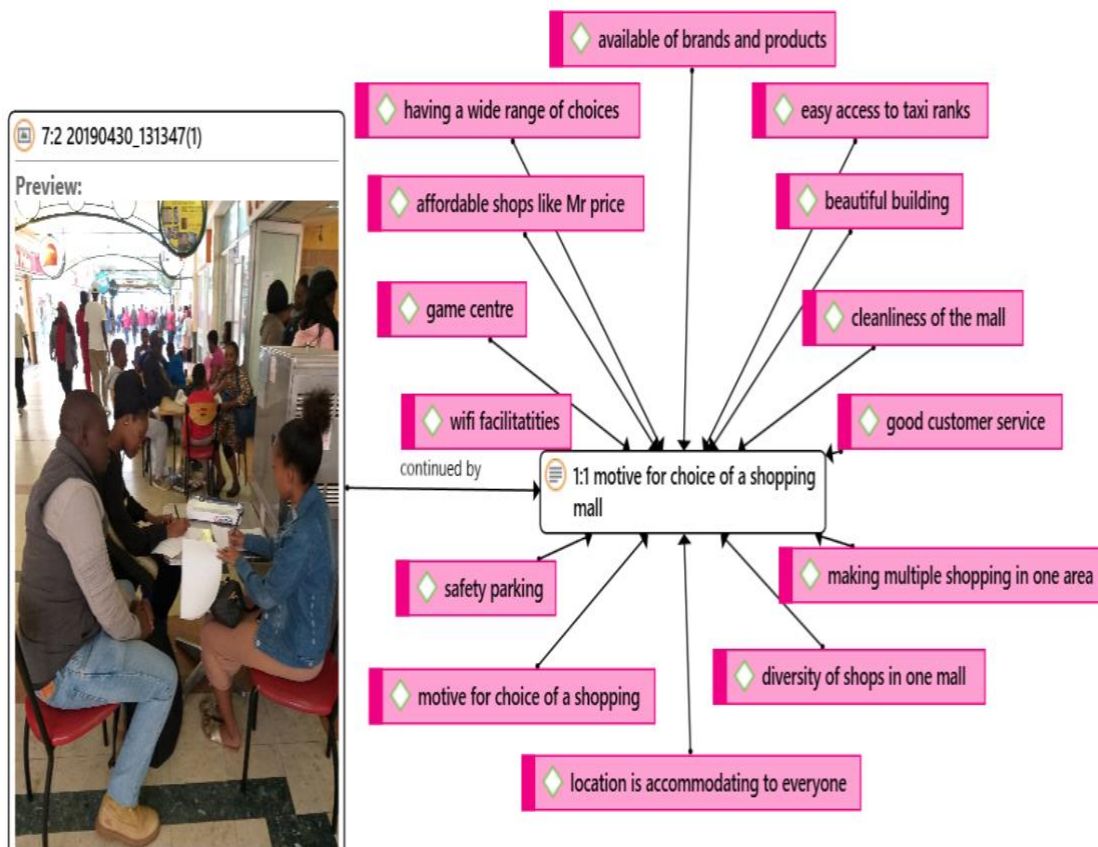 available of brands and products
having a wide range of choices
easy access to taxi ranks
7:2 20190430_131347(1)
Preview:
affordable shops like Mr price
beautiful building
game centre
cleanliness of the mall
wifi facilitatities
good customer service
continued by
1:1 motive for choice of a shopping
mall
safety parking
making multiple shopping in one area
motive for choice of a shopping
diversity of shops in one mall
location is accommodating to everyone